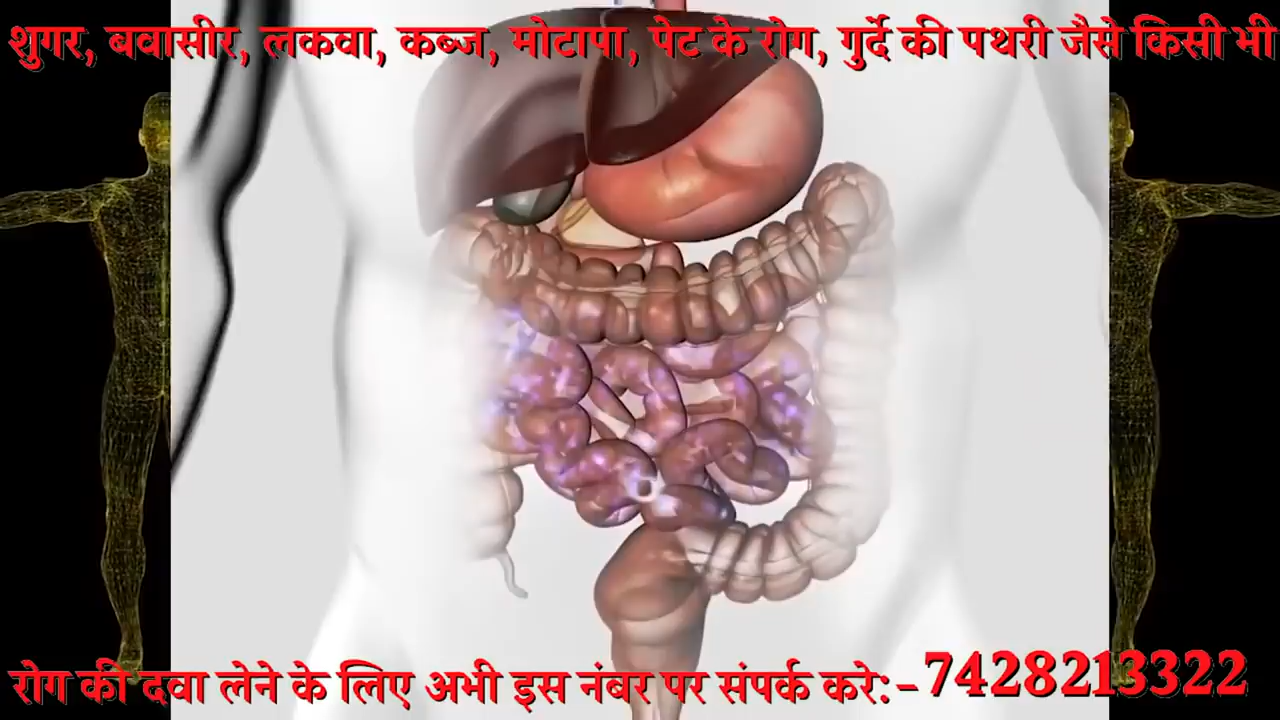 शुगर, बवासीर, लकवा, कब्ज, मोटापा, पेट के रोग, गुर्दे की पथरी जैसे किसी भी
रोग की दवा लेने के लिए अभी इस नंबर पर संपर्क करे:-7428213322